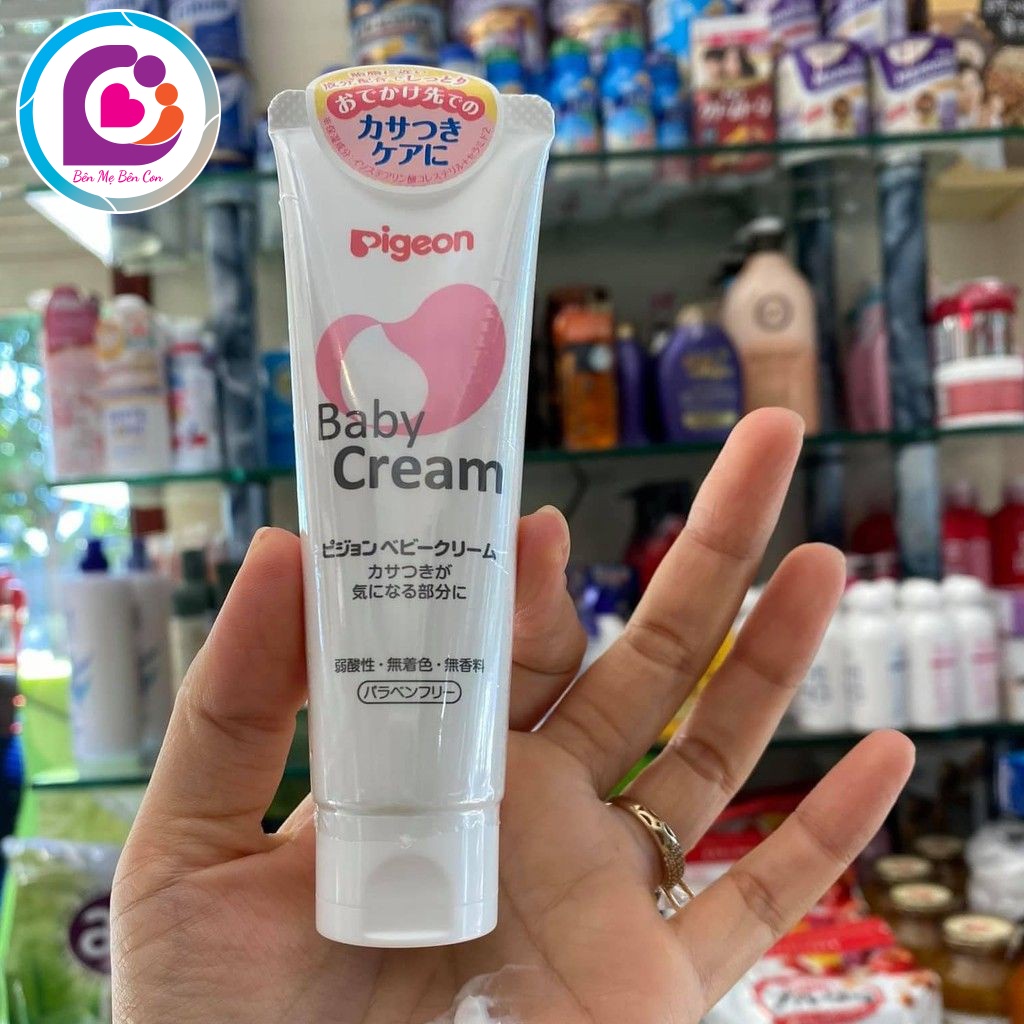 Bên Mẹ Bên Con
おでかけ先での
カサつき
ケアに
Pigeon
Baby
Cream
ピジョン ベビークリーム
カサつきが
気になる部分に
弱酸性・無着色・無香料
パラベンフリー